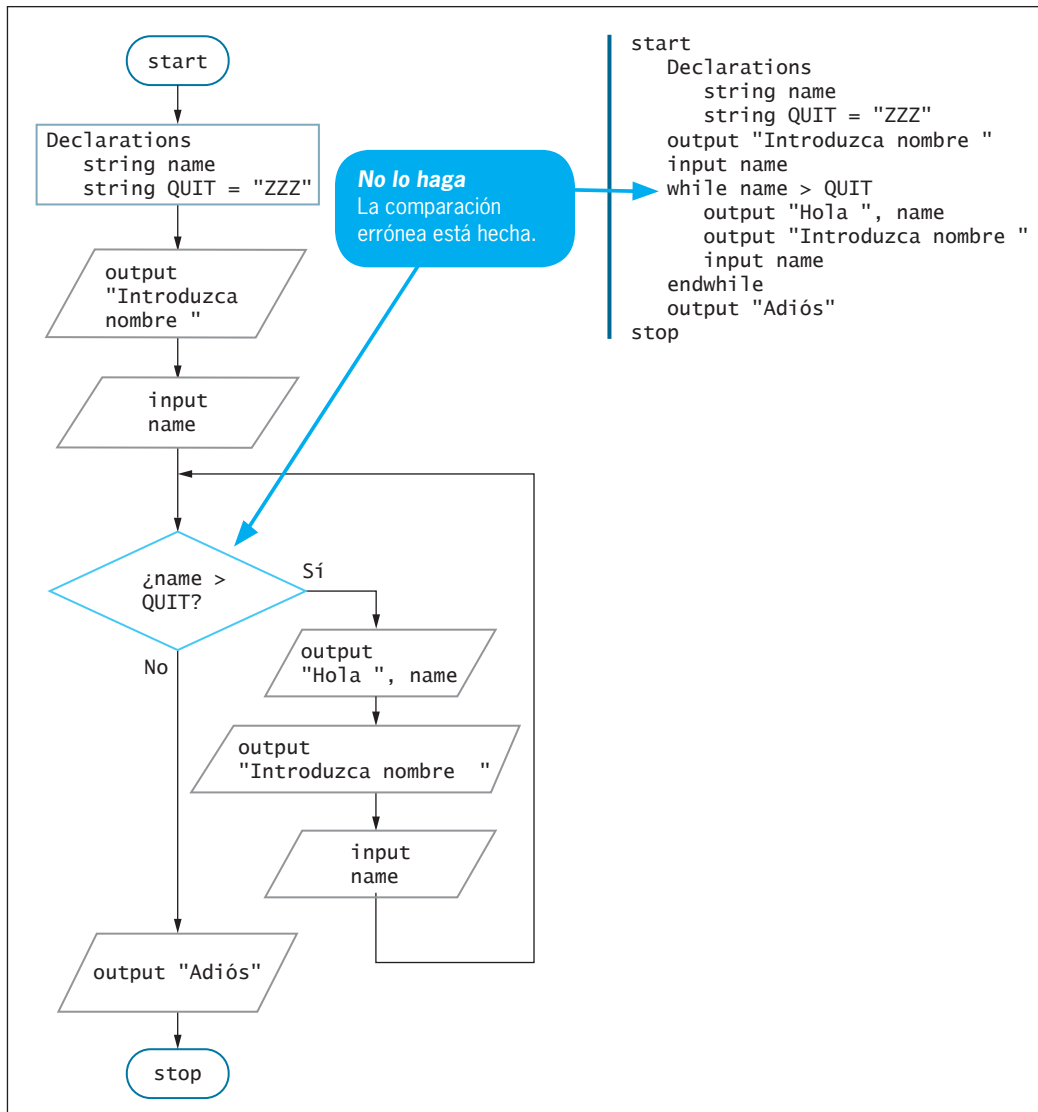 start
Declarations
string name
string QUIT = "ZZZ"
output
"Introduzca
nombre "
input
name
¿name >
QUIT?
Sí
No
output
"Hola ", name
output
"Introduzca nombre  "
input
name
output "Adiós"
stop
No lo haga
La comparación
errónea está hecha.
start
Declarations
string name
string QUIT = "ZZZ"
output "Introduzca nombre "
input name
while name > QUIT
output "Hola ", name
output "Introduzca nombre "
input name
endwhile
output "Adiós"
stop